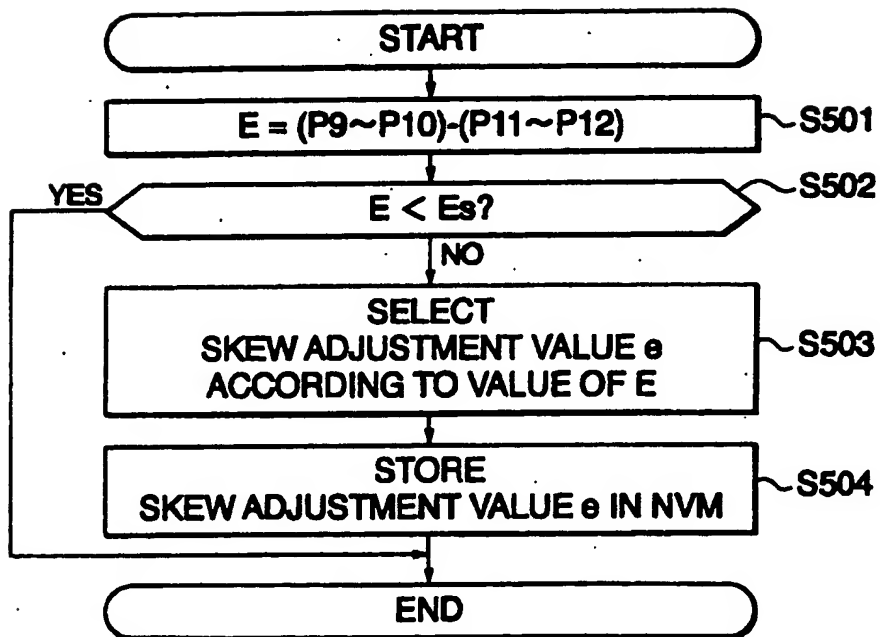 START
E = (P9~P10)-(P11~P12)
S501
YES
E < Es?
S502
NO
SELECT
SKEW ADJUSTMENT VALUE e
ACCORDING TO VALUE OF E
S503
STORE
SKEW ADJUSTMENT VALUE e IN NVM
S504
END